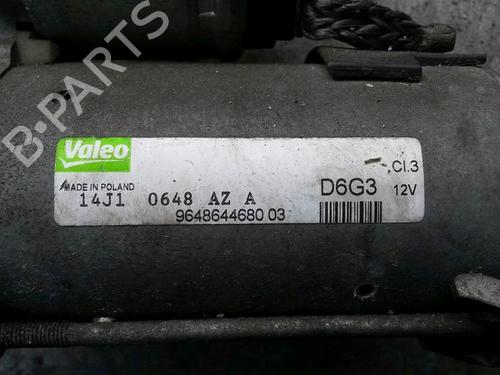 B-PARTS
Valeo
MADE IN POLAND
14J1 0648 AZ A
9648644680 03
D6G3
.Cl.3
12V